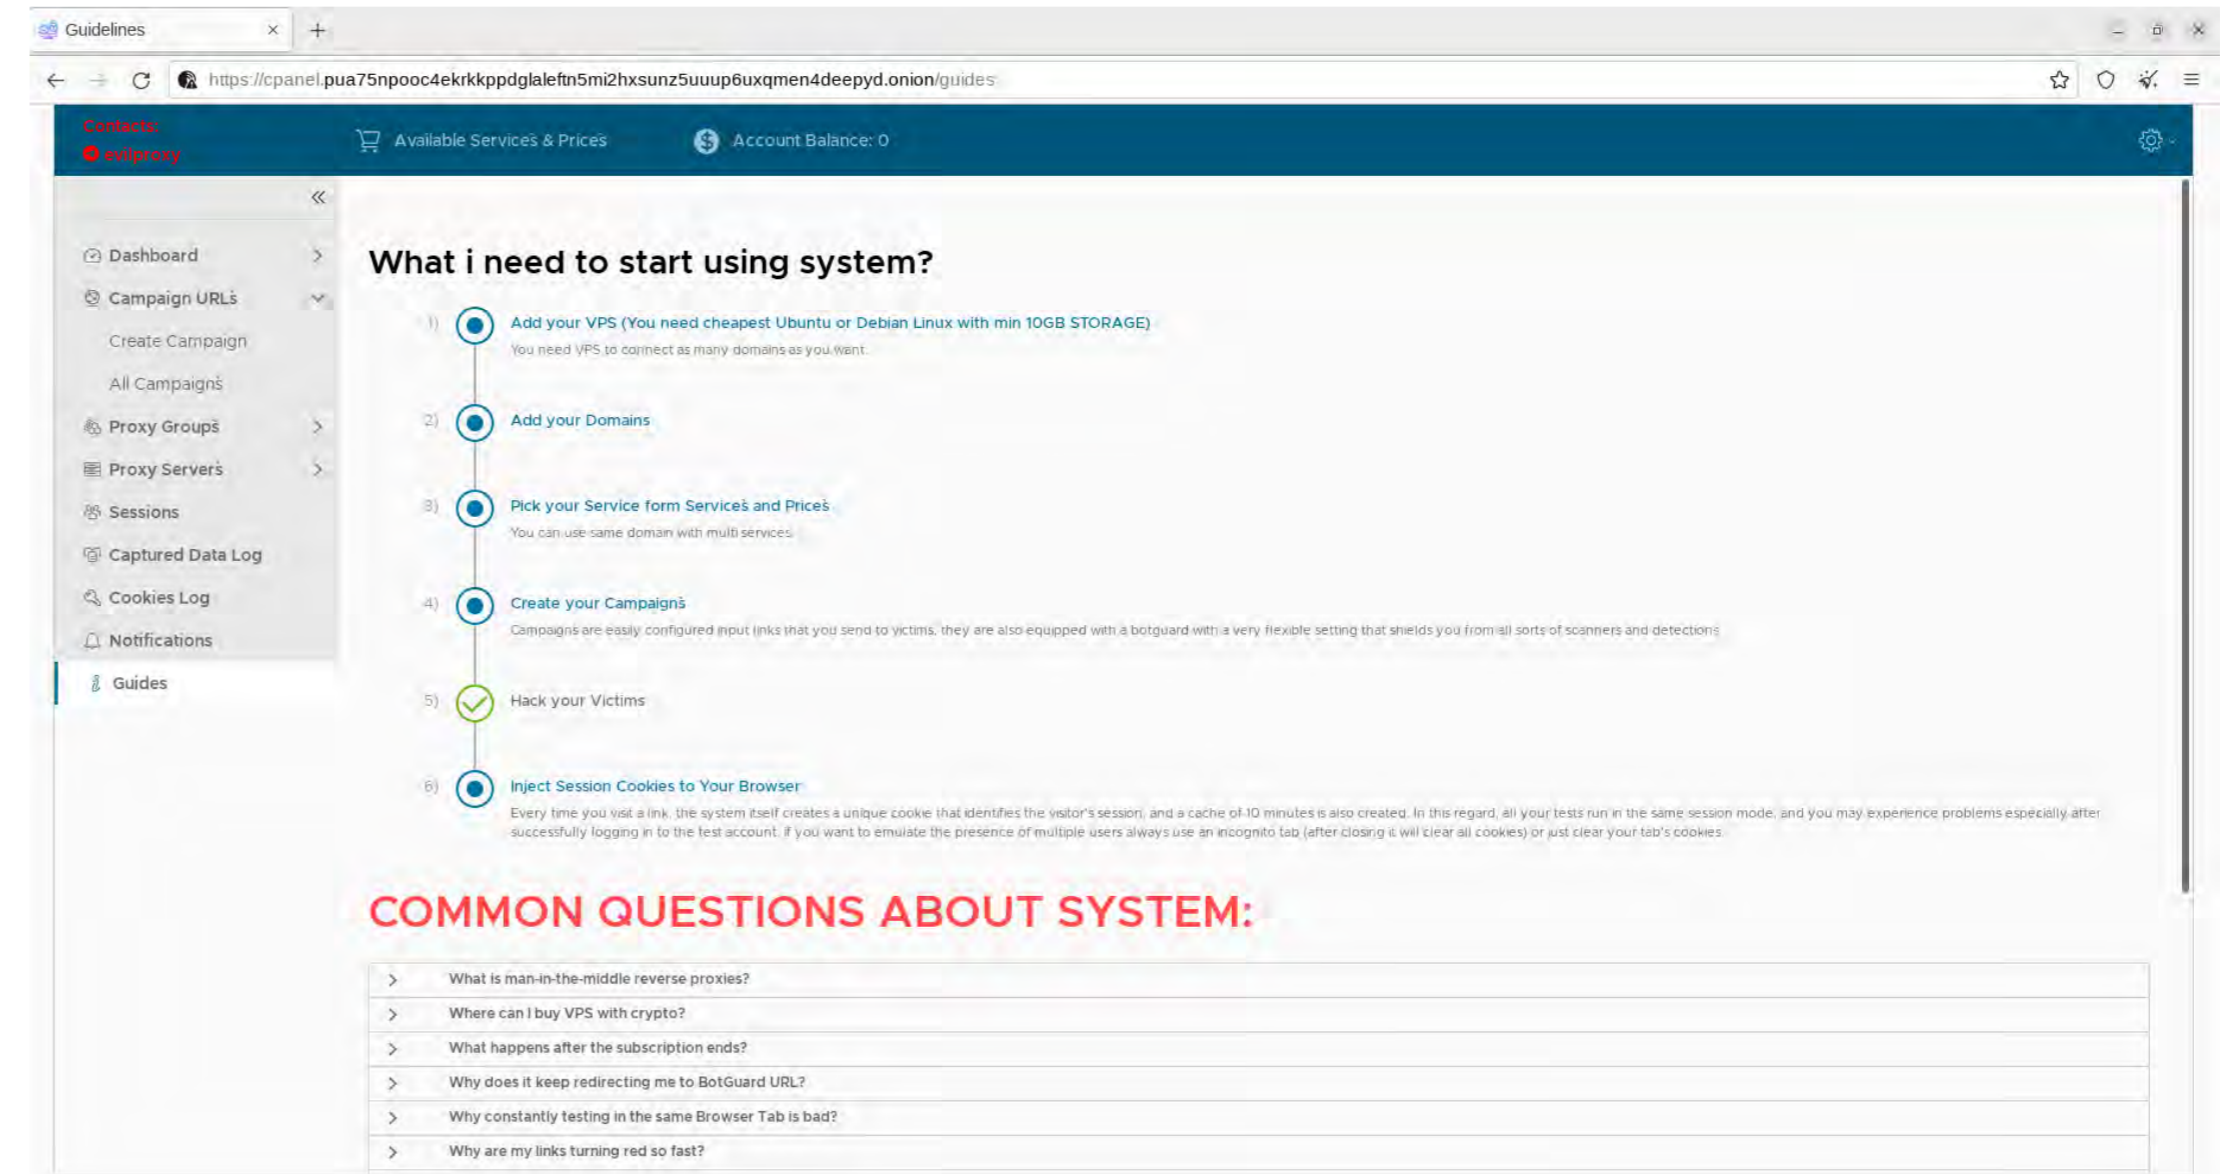 Guidelines
https://cpanel.pua75npooc4ekrkkppdglaleftn5mi2hxsunz5uuup6uxqmen4deepyd.onion/guides
Contacts:
evilproxy
Available Services & Prices
Account Balance: 0
Dashboard
Campaign URLs
Create Campaign
All Campaigns
Proxy Groups
Proxy Servers
Sessions
Captured Data Log
Cookies Log
Notifications
Guides
What i need to start using system?
1) Add your VPS (You need cheapest Ubuntu or Debian Linux with min 10GB STORAGE)
You need VPS to connect as many domains as you want.
2) Add your Domains
3) Pick your Service form Services and Prices
You can use same domain with multi services.
4) Create your Campaigns
Campaigns are easily configured input links that you send to victims, they are also equipped with a botguard with a very flexible setting that shields you from all sorts of scanners and detections
5) Hack your Victims
6) Inject Session Cookies to Your Browser
Every time you visit a link, the system itself creates a unique cookie that identifies the visitor's session, and a cache of 10 minutes is also created. In this regard, all your tests run in the same session mode, and you may experience problems especially after
successfully logging in to the test account. if you want to emulate the presence of multiple users always use an incognito tab (after closing it will clear all cookies) or just clear your tab's cookies.
COMMON QUESTIONS ABOUT SYSTEM:
What is man-in-the-middle reverse proxies?
Where can I buy VPS with crypto?
What happens after the subscription ends?
Why does it keep redirecting me to BotGuard URL?
Why constantly testing in the same Browser Tab is bad?
Why are my links turning red so fast?